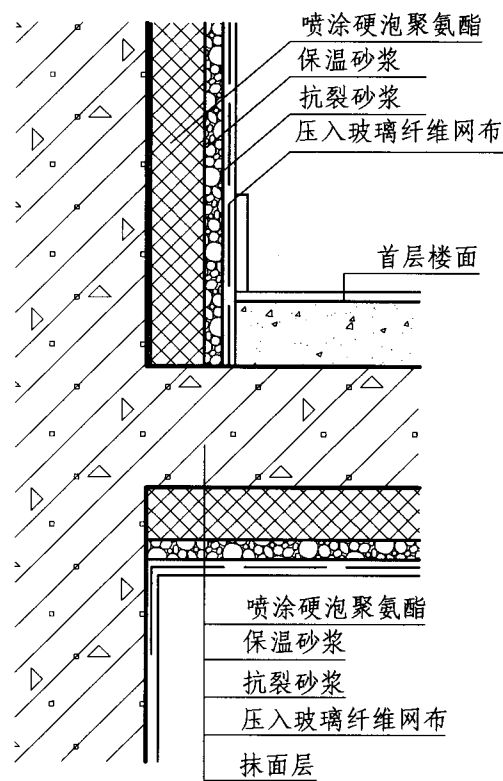 喷涂硬泡聚氨酯
保温砂浆
抗裂砂浆
压入玻璃纤维网布
首层楼面
喷涂硬泡聚氨酯
保温砂浆
抗裂砂浆
压入玻璃纤维网布
抹面层